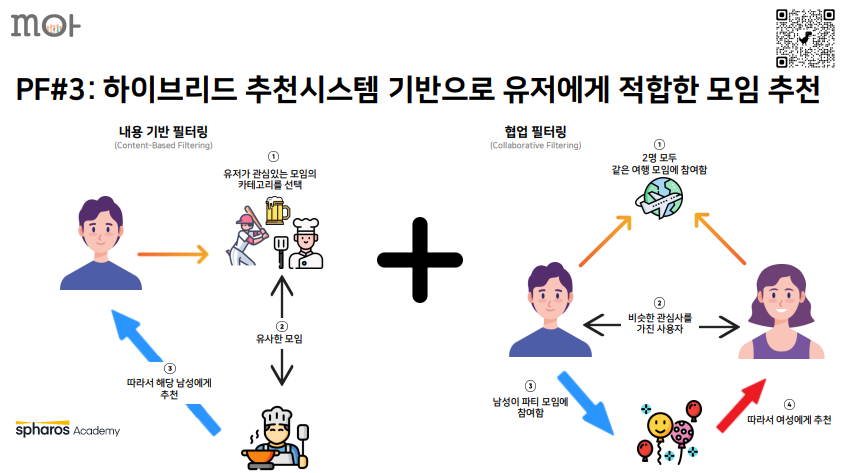 모아
PF#3: 하이브리드 추천시스템 기반으로 유저에게 적합한 모임 추천
내용 기반 필터링
(Content-Based Filtering)
①
유저가 관심있는 모임의
카테고리를 선택
②
유사한 모임
③
따라서 해당 남성에게
추천
협업 필터링
(Collaborative Filtering)
①
2명 모두
같은 여행 모임에 참여함
②
비슷한 관심사를
가진 사용자
③
남성이 파티 모임에
참여함
④
따라서 여성에게 추천
spharos Academy